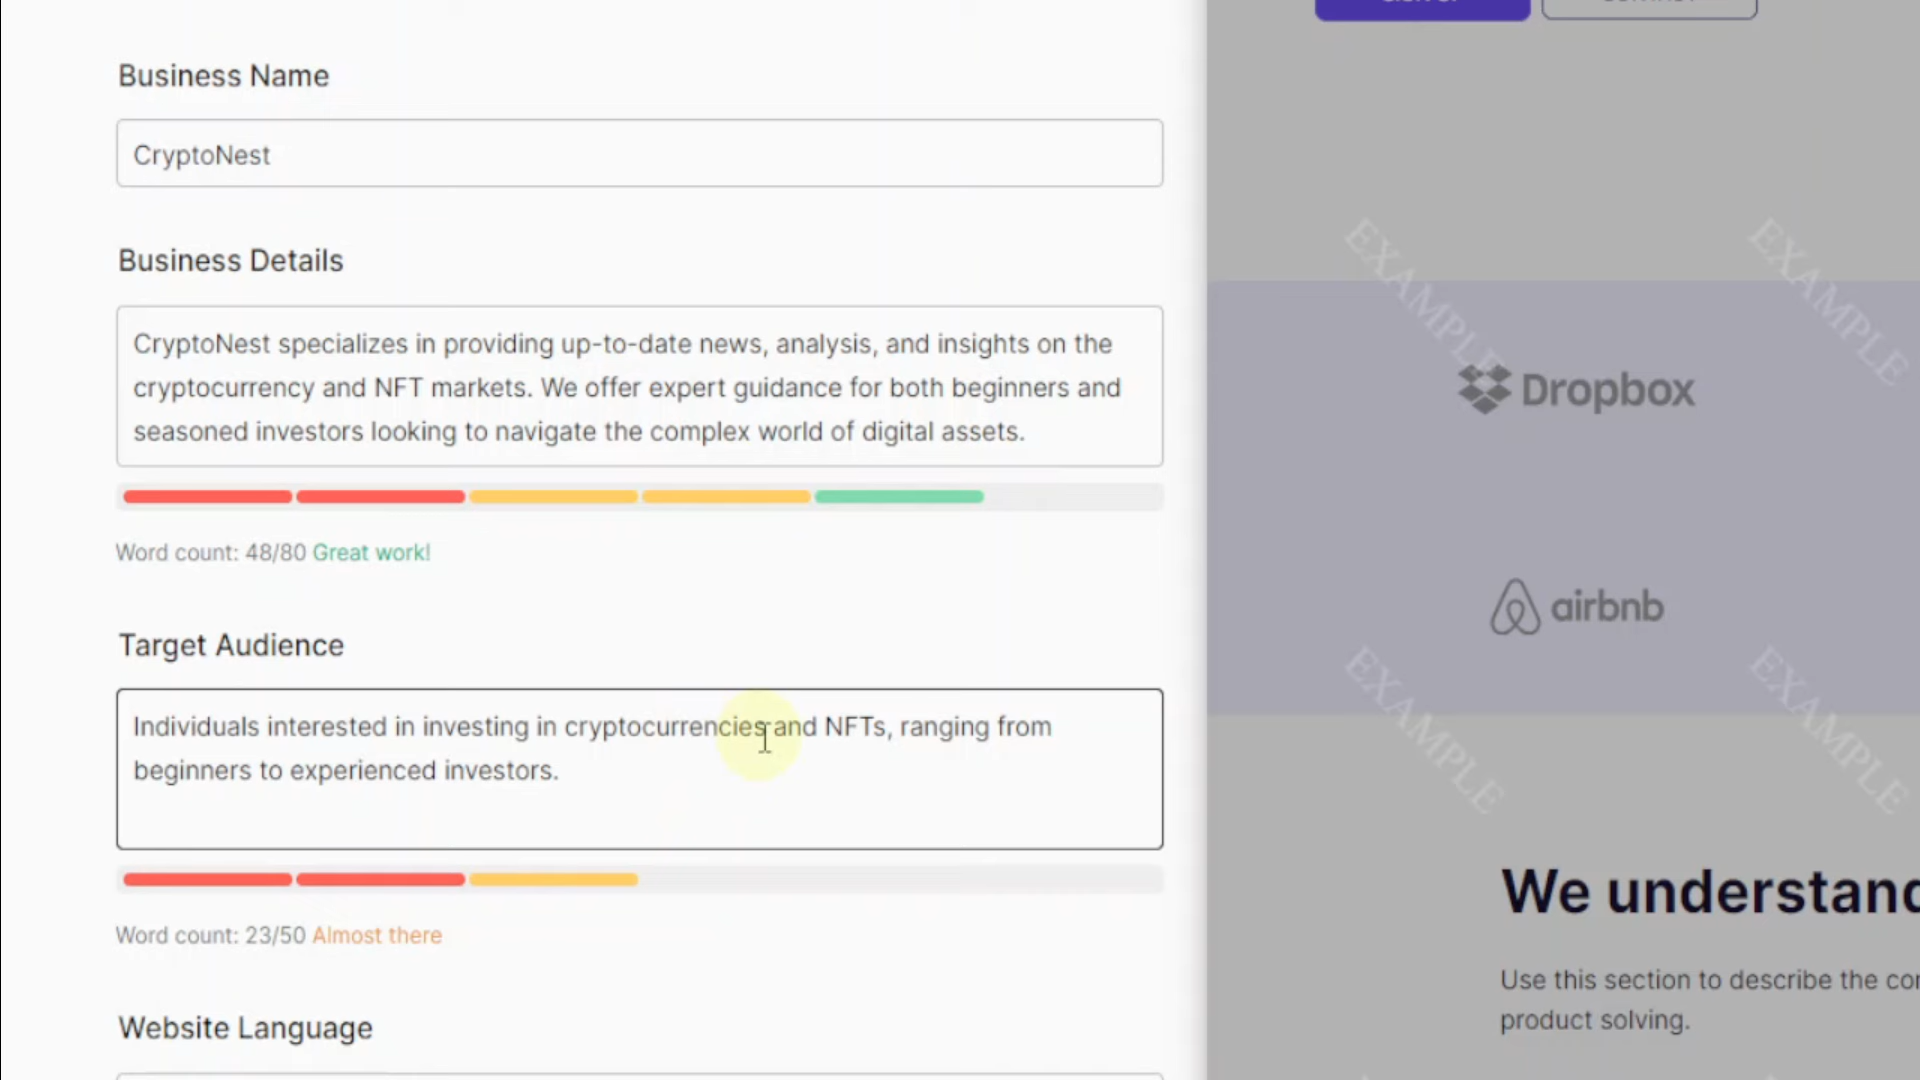 Business Name
CryptoNest
Business Details
CryptoNest specializes in providing up-to-date news, analysis, and insights on the
cryptocurrency and NFT markets. We offer expert guidance for both beginners and
seasoned investors looking to navigate the complex world of digital assets.
Word count: 48/80 Great work!
Target Audience
Individuals interested in investing in cryptocurrencies and NFTs, ranging from
beginners to experienced investors.
Word count: 23/50 Almost there
Website Language
EXAMPLE
EXAMPLE
Dropbox
airbnb
EXAMPLE
EXAMPLE
We understand
Use this section to describe the
product solving.